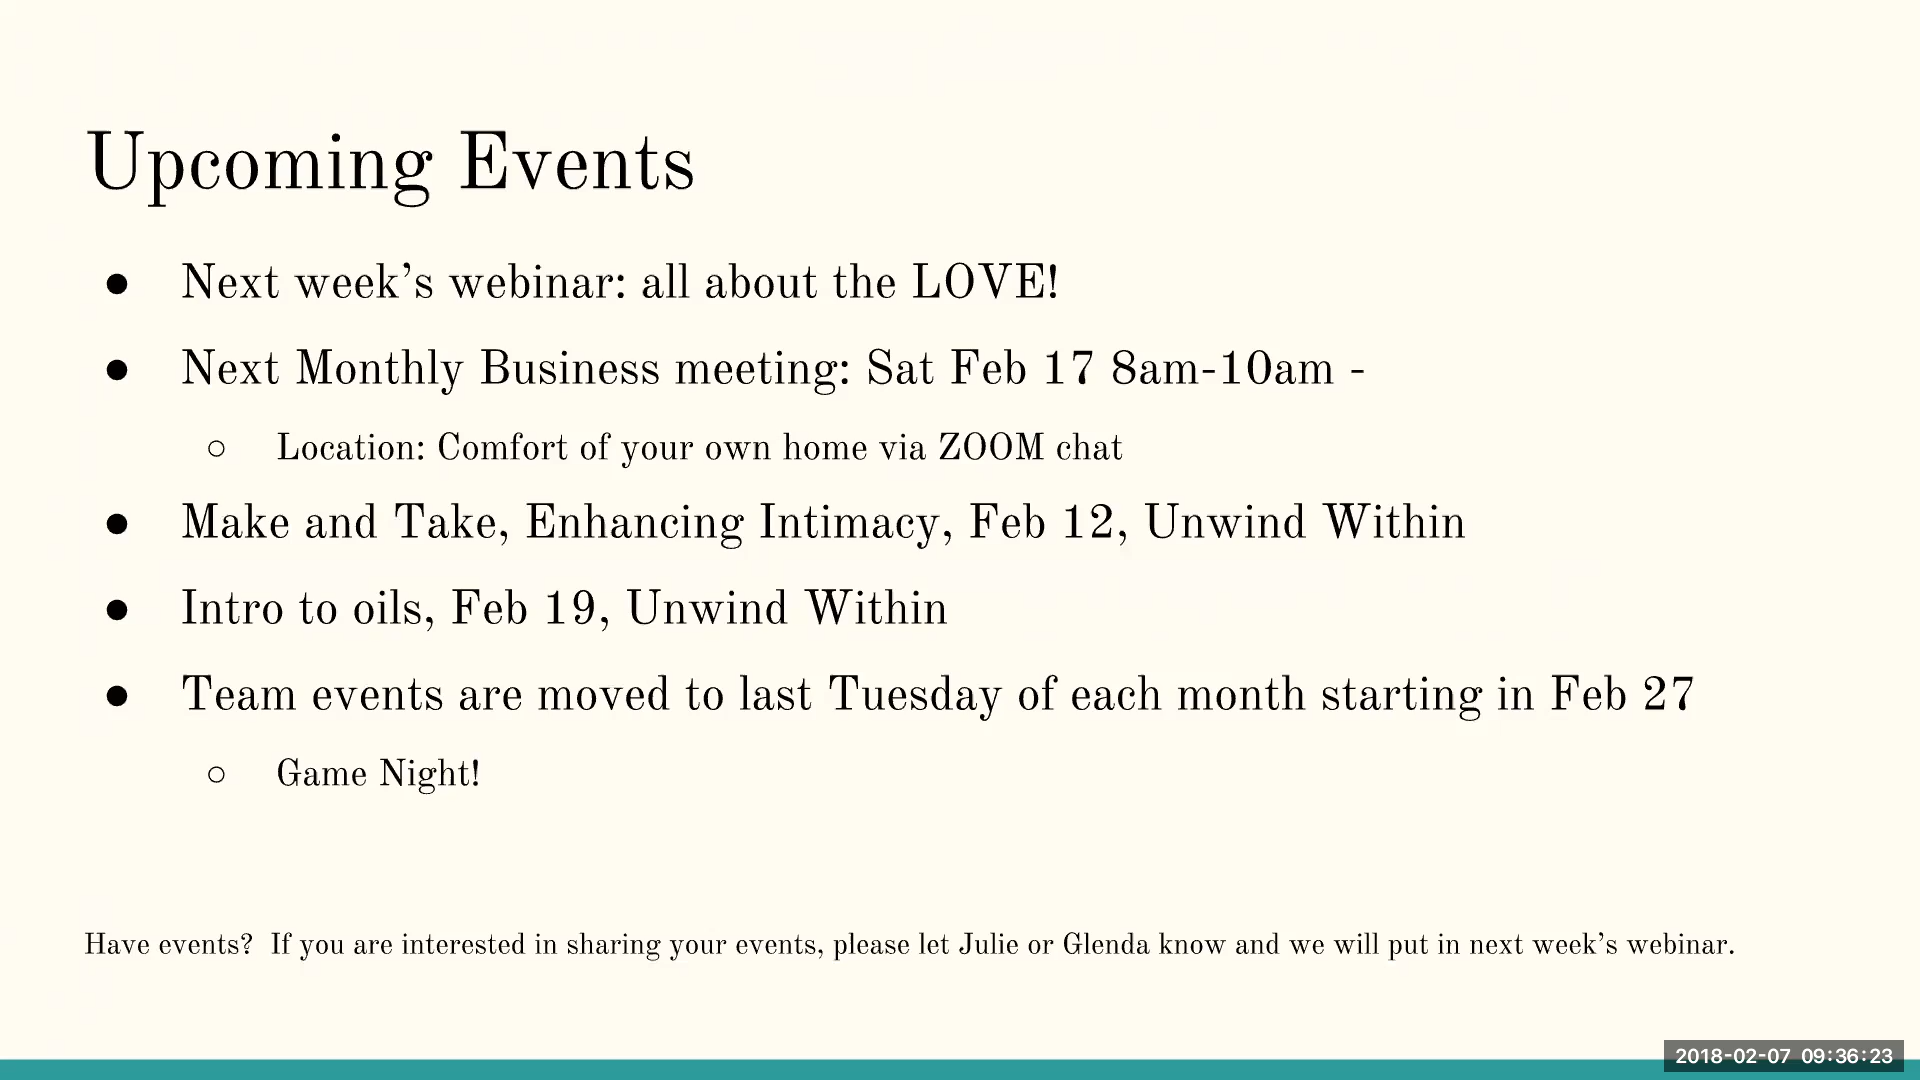 Upcoming Events
● Next week’s webinar: all about the LOVE!
● Next Monthly Business meeting: Sat Feb 17 8am-10am -
○ Location: Comfort of your own home via ZOOM chat
● Make and Take, Enhancing Intimacy, Feb 12, Unwind Within
● Intro to oils, Feb 19, Unwind Within
● Team events are moved to last Tuesday of each month starting in Feb 27
○ Game Night!
Have events?  If you are interested in sharing your events, please let Julie or Glenda know and we will put in next week’s webinar.
2018-02-07 09:36:23